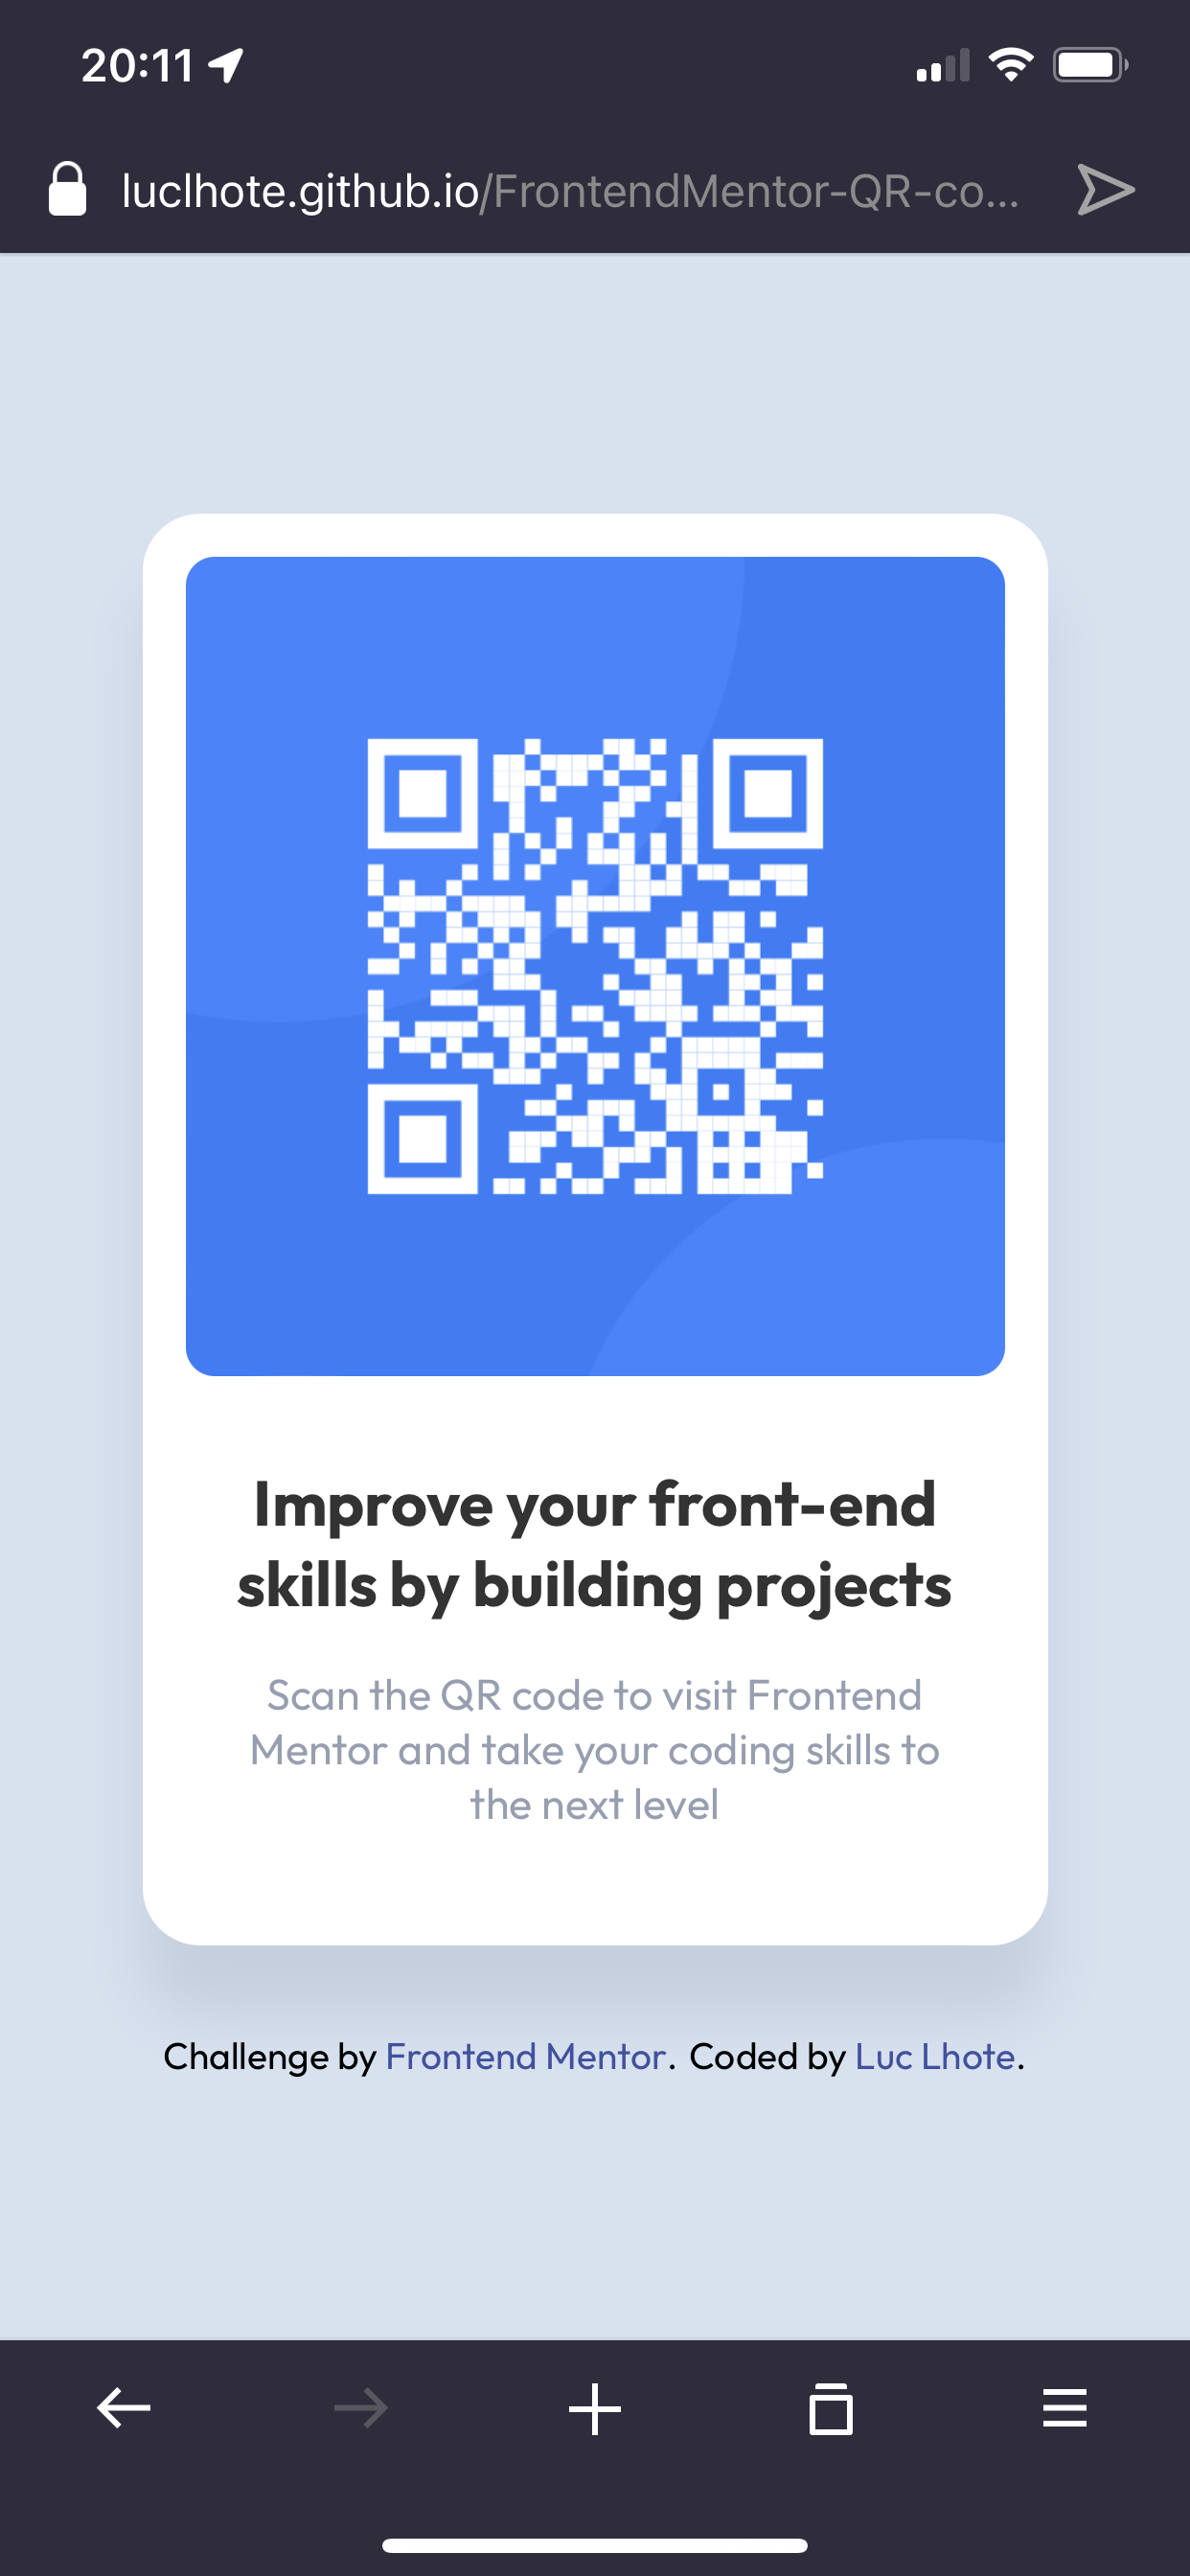 20:11
luclhote.github.io/FrontendMentor-QR-co...
Improve your front-end
skills by building projects
Scan the QR code to visit Frontend
Mentor and take your coding skills to
the next level
Challenge by Frontend Mentor. Coded by Luc Lhote.